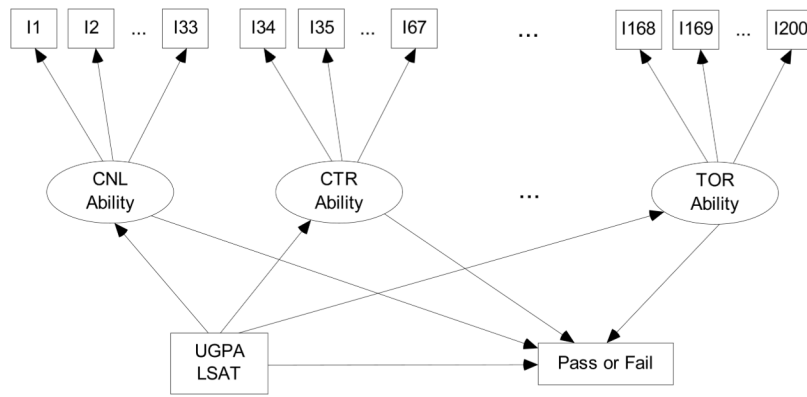 I1 I2 ... I33 I34 I35 ... I67 ... I168 I169 ... I200
CNL
Ability
CTR
Ability
...
TOR
Ability
UGPA
LSAT
Pass or Fail